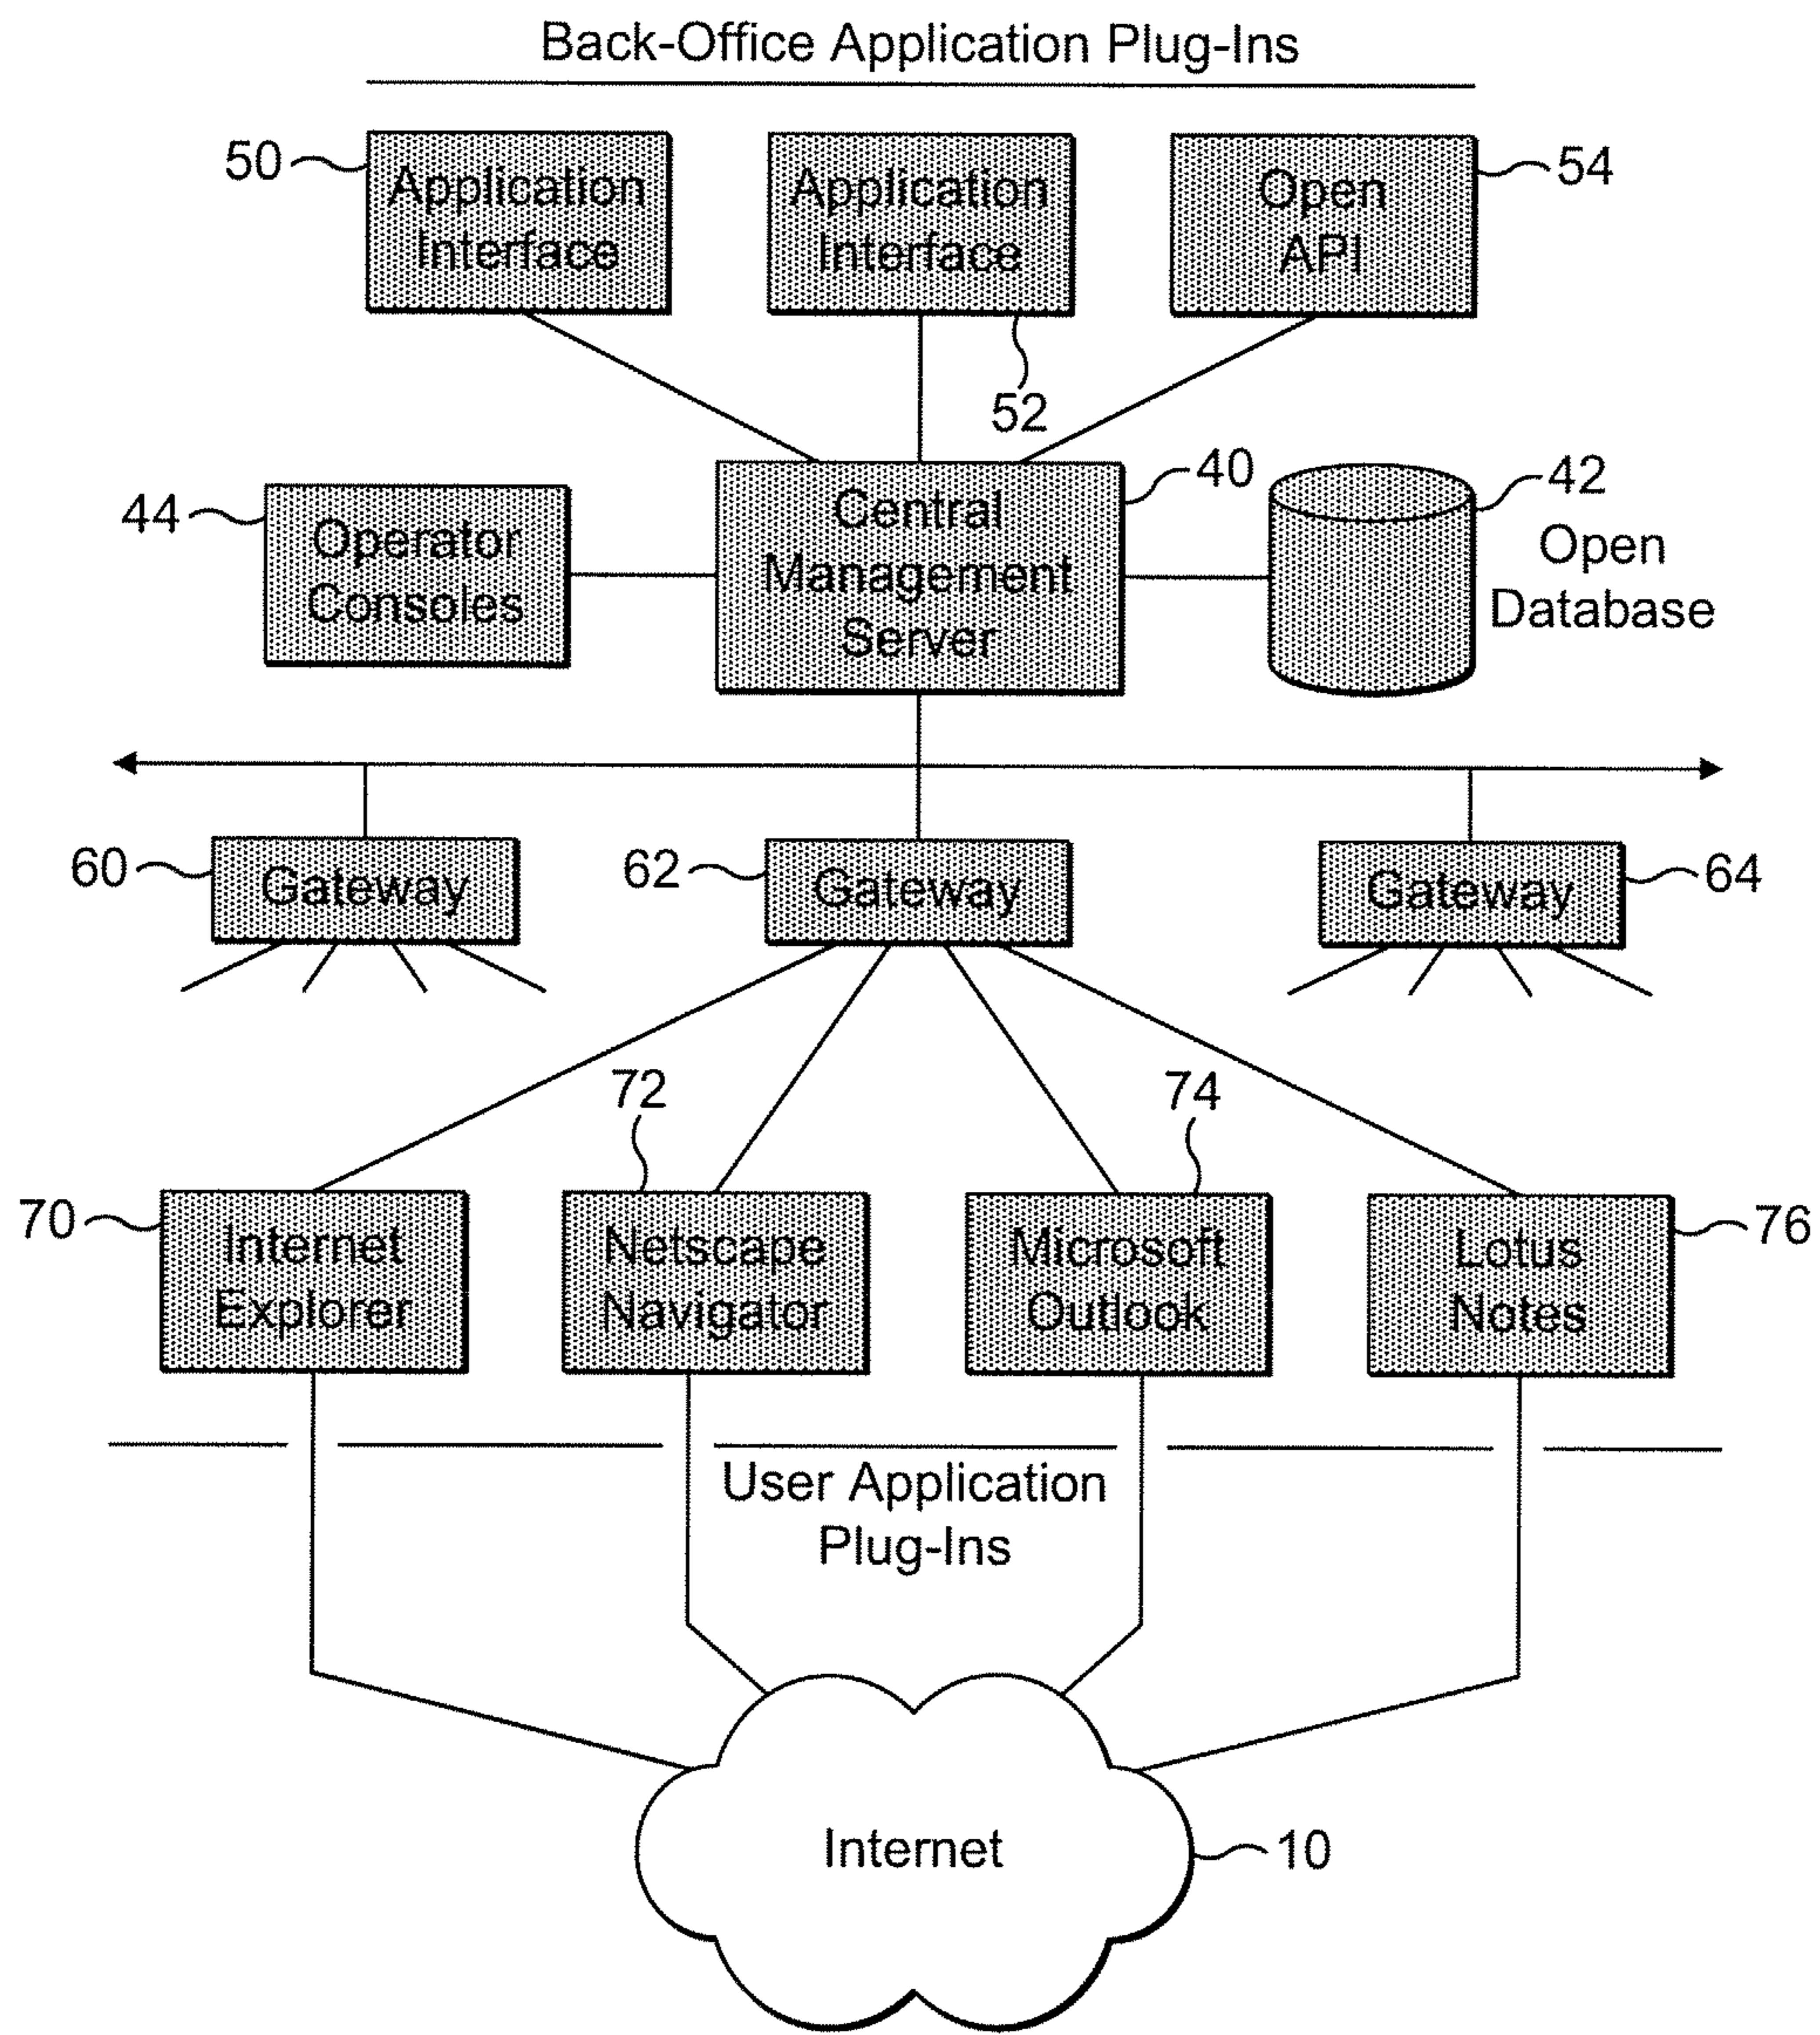 Back-Office Application Plug-Ins
50
Application
Interface
Application
Interface
52
Open
API
54
44
Operator
Consoles
Central
Management
Server
40
42
Open
Database
60
Gateway
62
Gateway
Gateway
64
70
Internet
Explorer
72
Netscape
Navigator
74
Microsoft
Outlook
Lotus
Notes
76
User Application
Plug-Ins
Internet
10